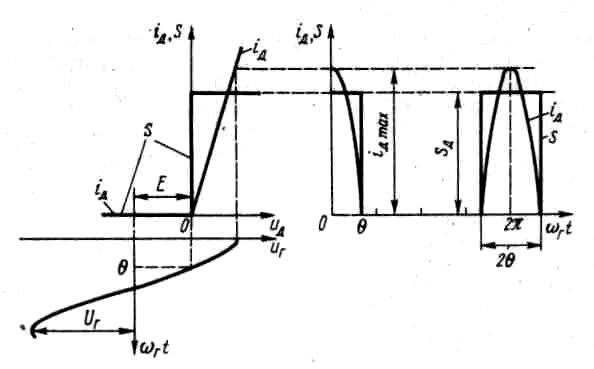 i_д, S
i_д
S
i_д
E
0
u_д
u_г
θ
U_г
ω_г t
i_д, S
i_д max
S_д
i_д
S
0
θ
2π
ω_г t
2θ